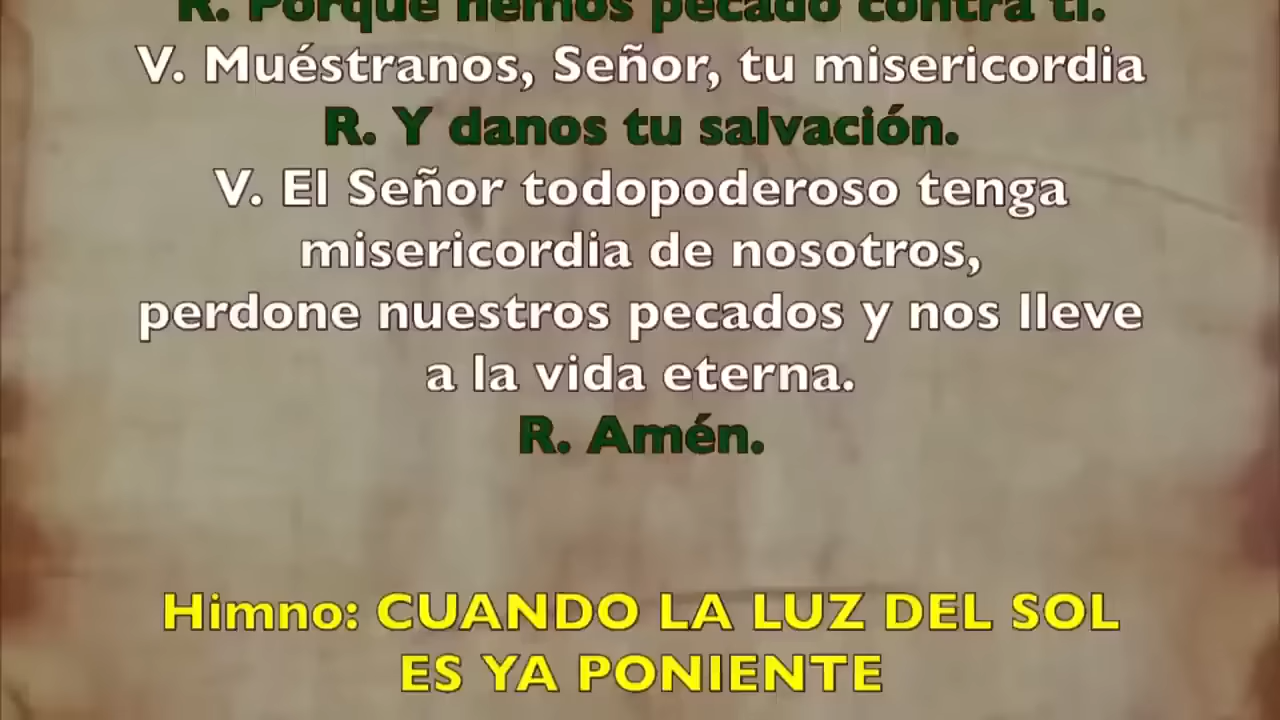 R. Porque hemos pecado contra ti.
V. Muéstranos, Señor, tu misericordia
R. Y danos tu salvación.
V. El Señor todopoderoso tenga
misericordia de nosotros,
perdone nuestros pecados y nos lleve
a la vida eterna.
R. Amén.
Himno: CUANDO LA LUZ DEL SOL
ES YA PONIENTE